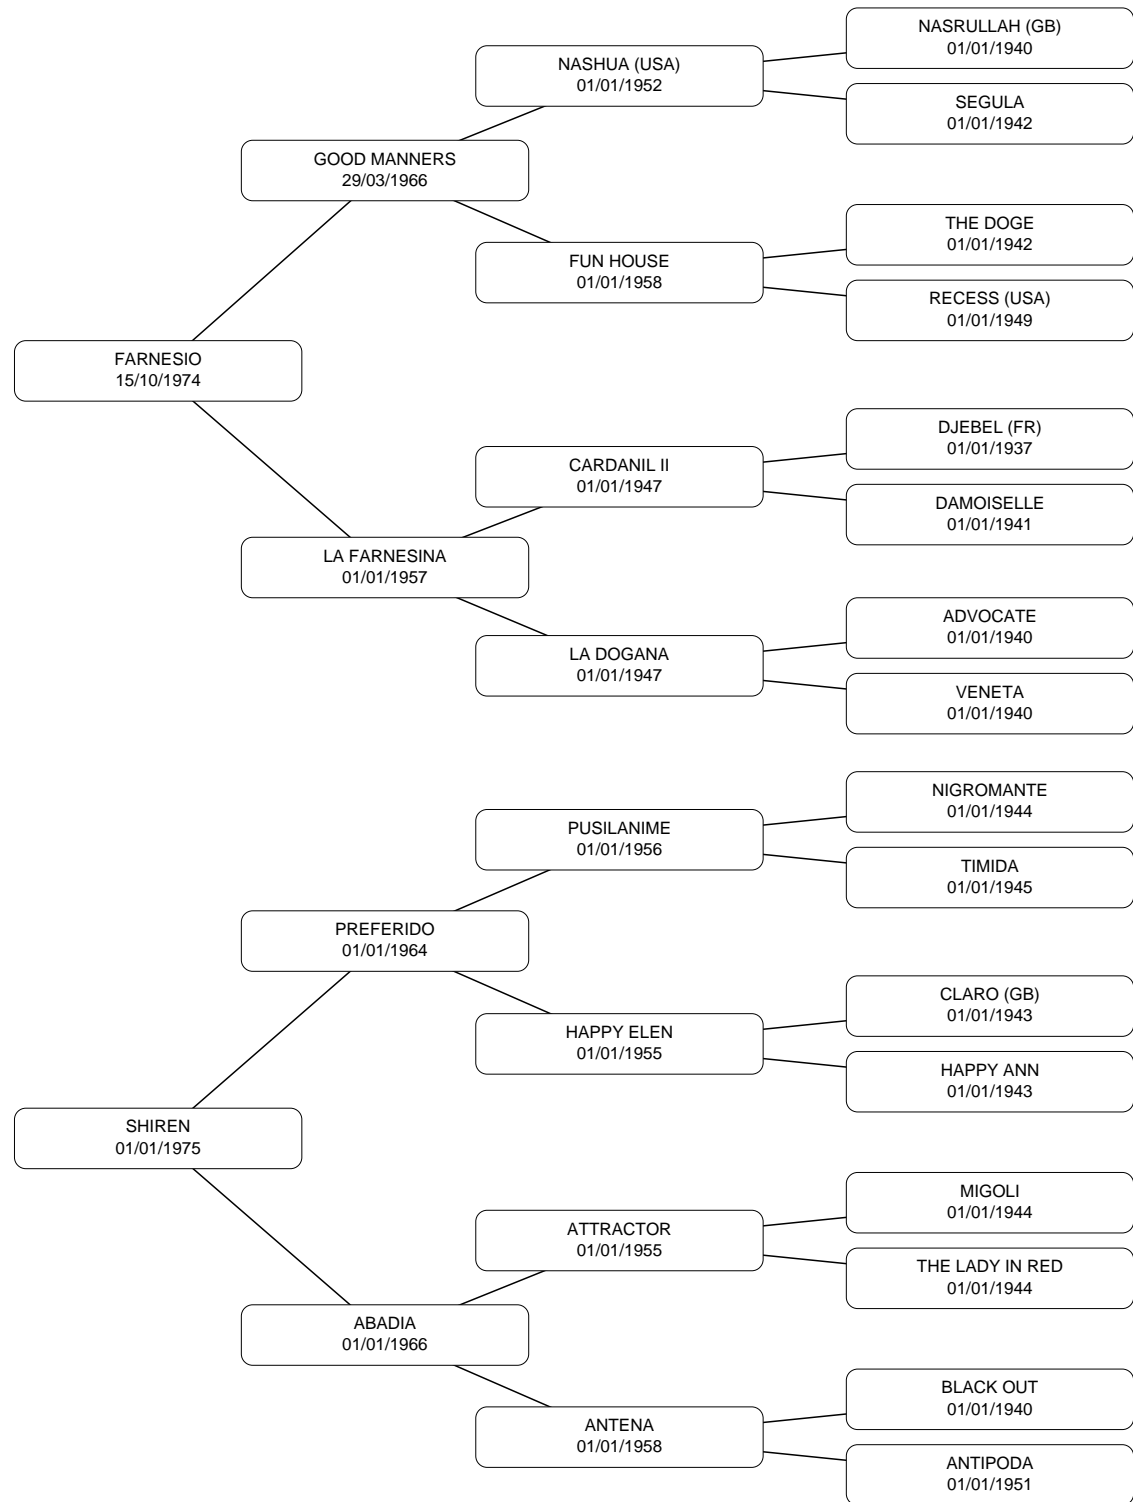 NASRULLAH (GB)
01/01/1940
NASHUA (USA)
01/01/1952
SEGULA
01/01/1942
GOOD MANNERS
29/03/1966
THE DOGE
01/01/1942
FUN HOUSE
01/01/1958
RECESS (USA)
01/01/1949
FARNESIO
15/10/1974
DJEBEL (FR)
01/01/1937
CARDANIL II
01/01/1947
DAMOISELLE
01/01/1941
LA FARNESINA
01/01/1957
ADVOCATE
01/01/1940
LA DOGANA
01/01/1947
VENETA
01/01/1940
NIGROMANTE
01/01/1944
PUSILANIME
01/01/1956
TIMIDA
01/01/1945
PREFERIDO
01/01/1964
CLARO (GB)
01/01/1943
HAPPY ELEN
01/01/1955
HAPPY ANN
01/01/1943
SHIREN
01/01/1975
MIGOLI
01/01/1944
ATTRACTOR
01/01/1955
THE LADY IN RED
01/01/1944
ABADIA
01/01/1966
BLACK OUT
01/01/1940
ANTENA
01/01/1958
ANTIPODA
01/01/1951